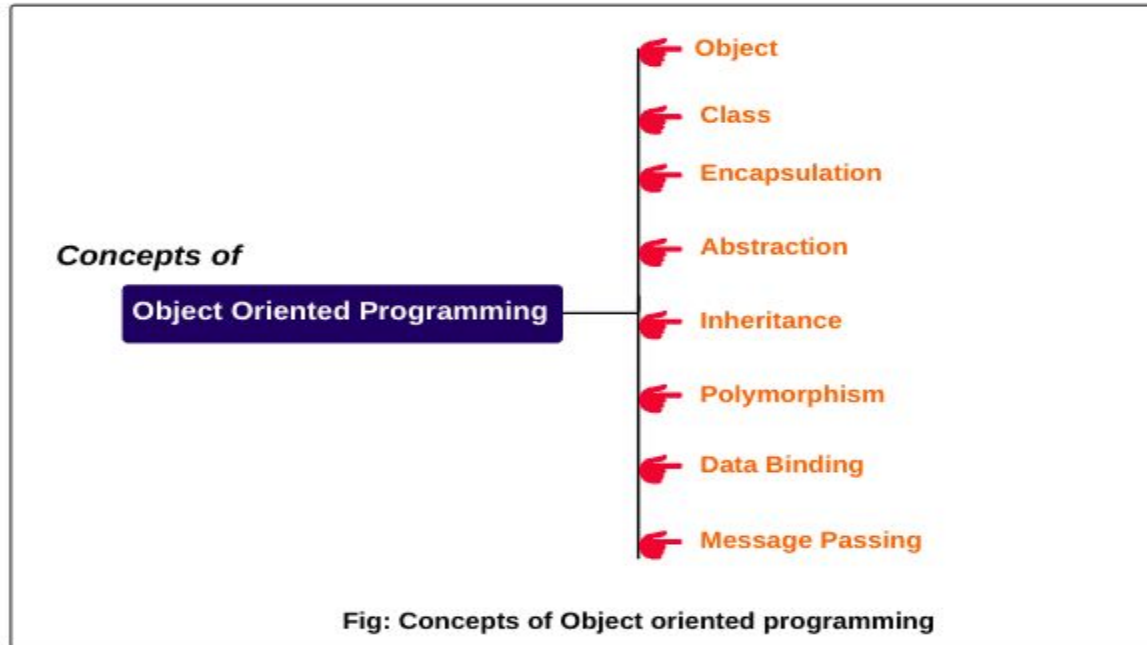 Concepts of
Object Oriented Programming
Object
Class
Encapsulation
Abstraction
Inheritance
Polymorphism
Data Binding
Message Passing
Fig: Concepts of Object oriented programming